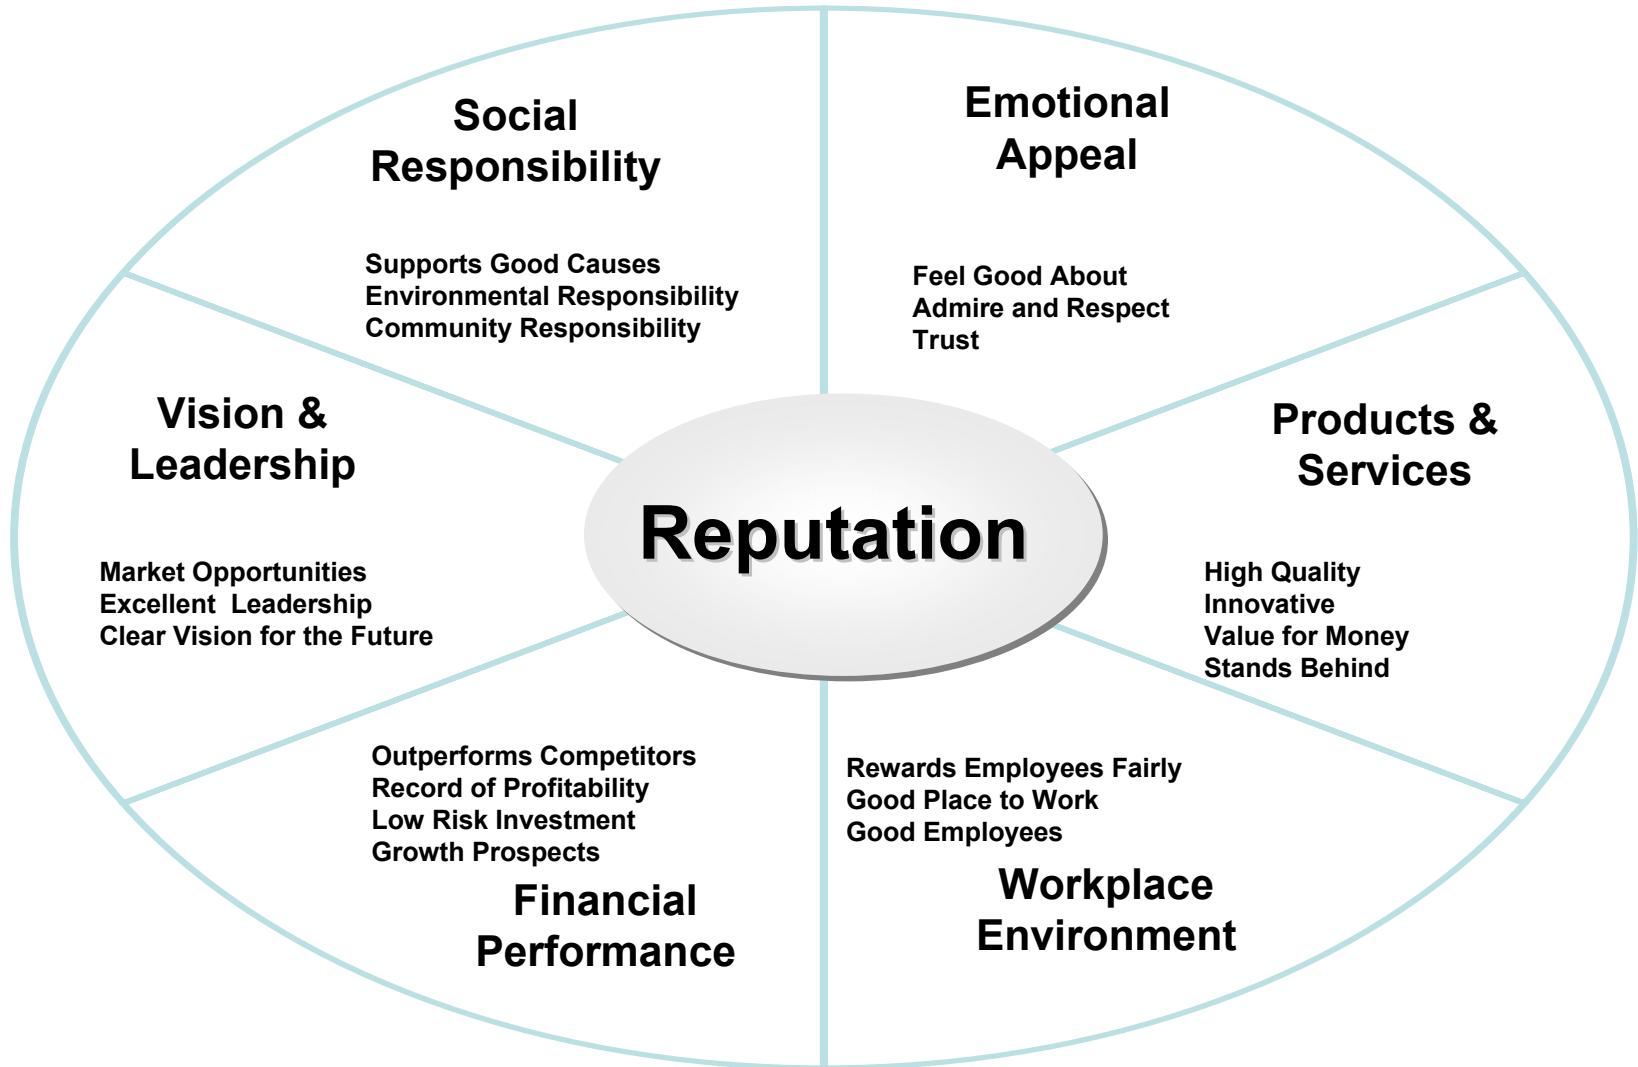 Social
Responsibility
Supports Good Causes
Environmental Responsibility
Community Responsibility
Emotional
Appeal
Feel Good About
Admire and Respect
Trust
Vision &
Leadership
Market Opportunities
Excellent  Leadership
Clear Vision for the Future
Reputation
Products &
Services
High Quality
Innovative
Value for Money
Stands Behind
Outperforms Competitors
Record of Profitability
Low Risk Investment
Growth Prospects
Financial
Performance
Rewards Employees Fairly
Good Place to Work
Good Employees
Workplace
Environment